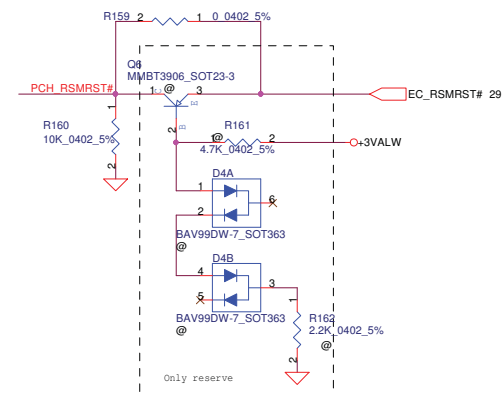 R159 2 1 0_0402_5%
Q6
MMBT3906_SOT23-3
PCH_RSMRST# 1 @ 3 EC_RSMRST# 29
1
2
R160
10K_0402_5%
2
@ R161
1 2 +3VALW
4.7K_0402_5%
D4A
1
6
2
BAV99DW-7_SOT363
@
D4B
4
3
5
1
BAV99DW-7_SOT363
@
R162
2.2K_0402_5%
@
2
Only reserve